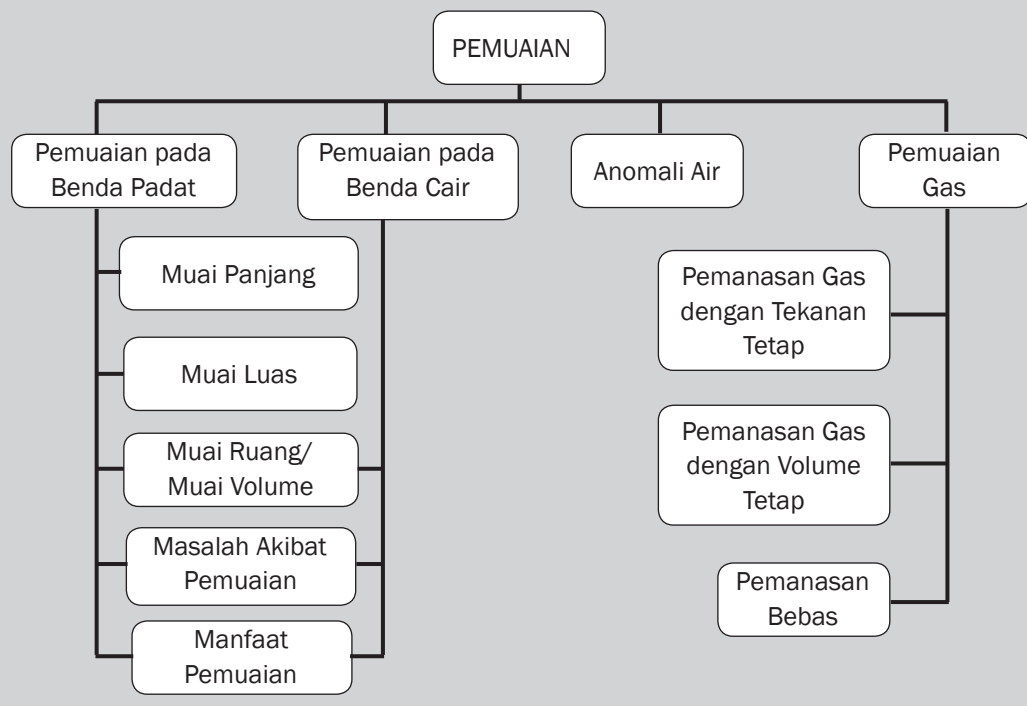 PEMUAIAN
Pemuaian pada
Benda Padat
Pemuaian pada
Benda Cair
Anomali Air
Pemuaian
Gas
Muai Panjang
Muai Luas
Muai Ruang/
Muai Volume
Masalah Akibat
Pemuaian
Manfaat
Pemuaian
Pemanasan Gas
dengan Tekanan
Tetap
Pemanasan Gas
dengan Volume
Tetap
Pemanasan
Bebas